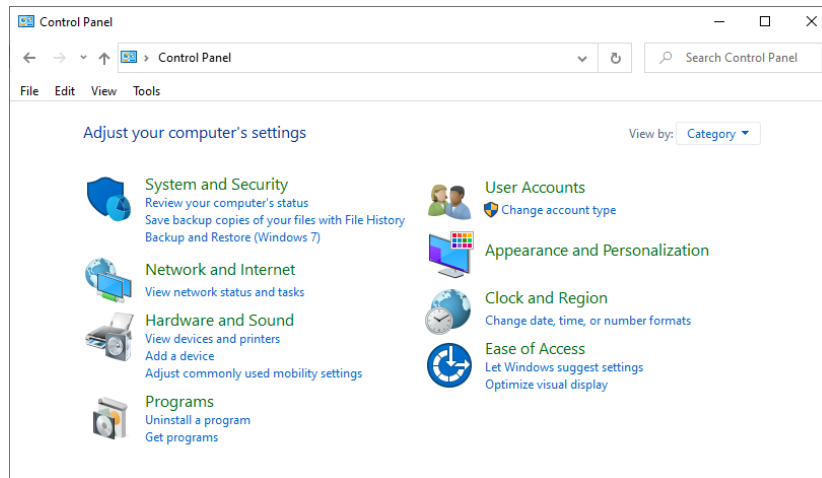 Control Panel
Control Panel
Search Control Panel
File Edit View Tools
Adjust your computer's settings
View by: Category
System and Security
Review your computer's status
Save backup copies of your files with File History
Backup and Restore (Windows 7)
Network and Internet
View network status and tasks
Hardware and Sound
View devices and printers
Add a device
Adjust commonly used mobility settings
Programs
Uninstall a program
Get programs
User Accounts
Change account type
Appearance and Personalization
Clock and Region
Change date, time, or number formats
Ease of Access
Let Windows suggest settings
Optimize visual display